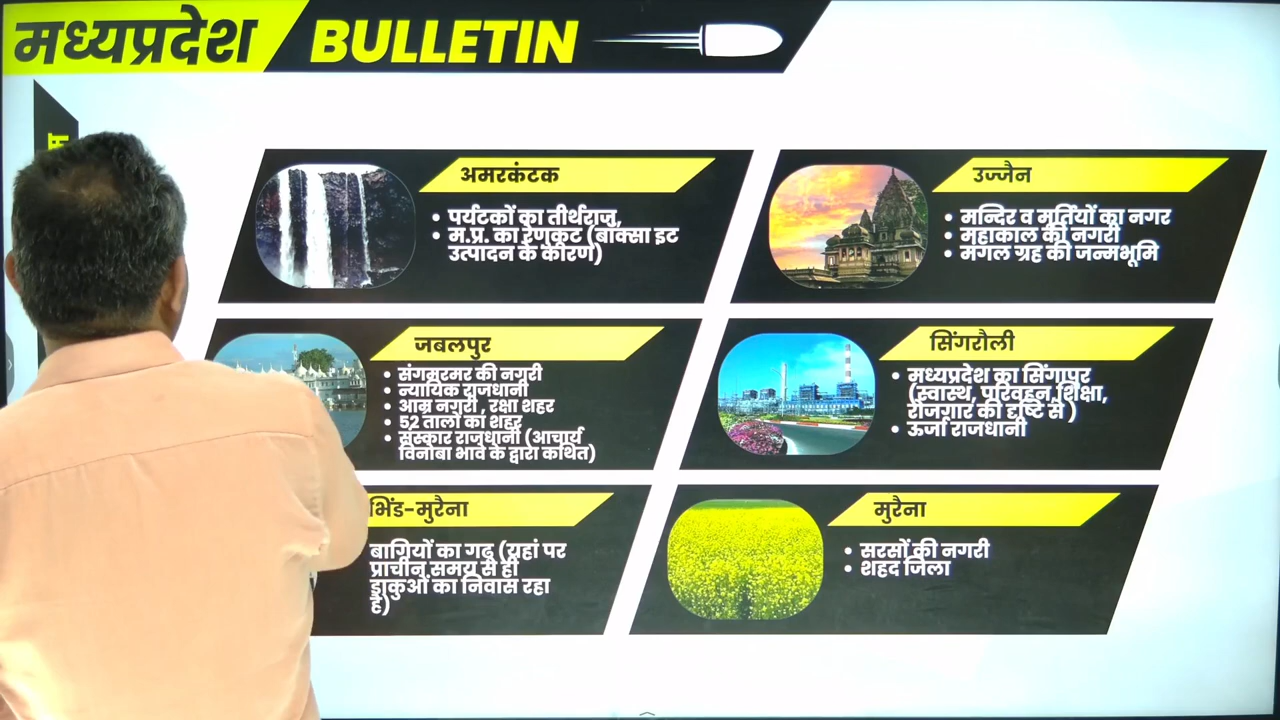 मध्यप्रदेश BULLETIN
अमरकंटक
• पर्यटकों का तीर्थराज,
• म.प्र. का रेणुकूट (बॉक्साइट
उत्पादन के कारण)
उज्जैन
• मन्दिर व मूर्तियों का नगर
• महाकाल की नगरी
• मंगल ग्रह की जन्मभूमि
जबलपुर
• संगमरमर की नगरी
• न्यायिक राजधानी
• आम्र नगरी , रक्षा शहर
• 52 तालों का शहर
• संस्कार राजधानी (आचार्य
विनोबा भावे के द्वारा कथित)
सिंगरौली
• मध्यप्रदेश का सिंगापुर
(स्वास्थ, परिवहन,शिक्षा,
रोजगार की दृष्टि से )
• ऊर्जा राजधानी
भिंड-मुरैना
बागियों का गढ़ (यहां पर
प्राचीन समय से ही
डाकुओं का निवास रहा
है)
मुरैना
• सरसों की नगरी
• शहद जिला